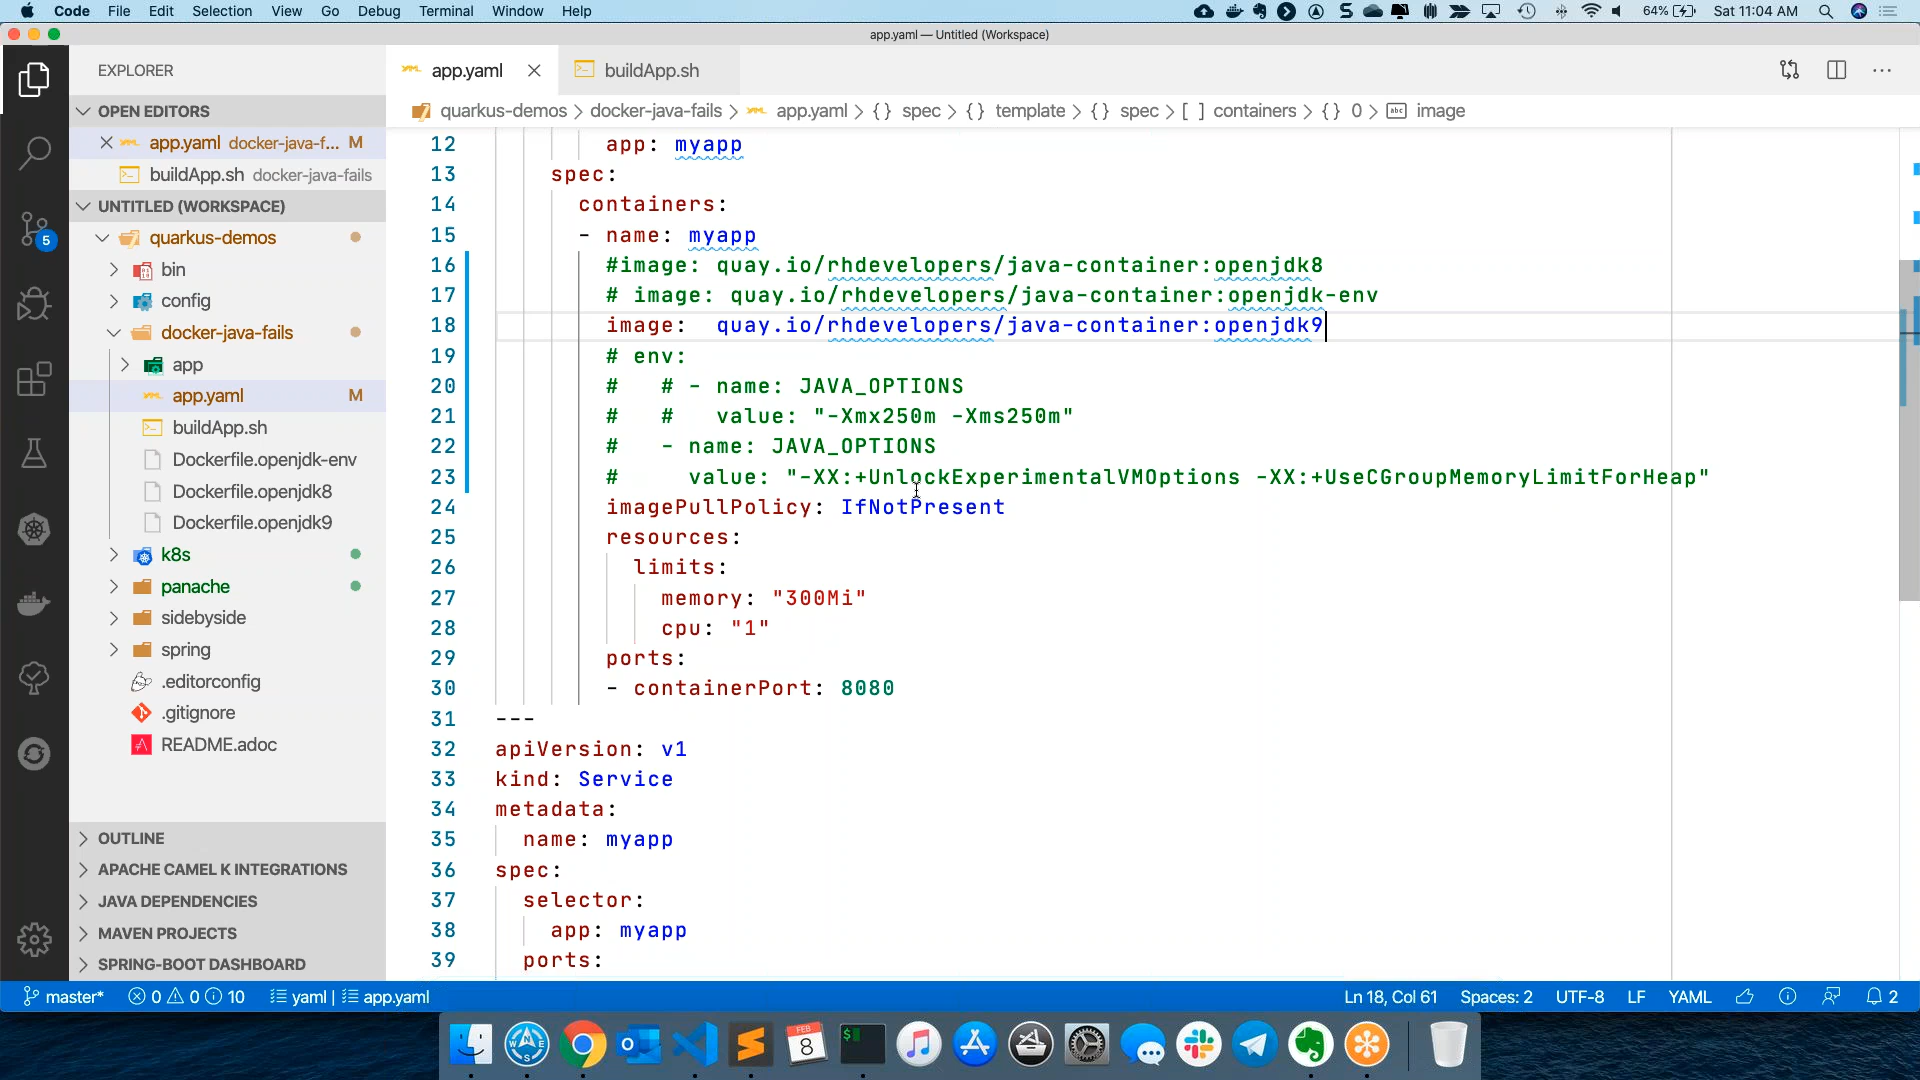 Code File Edit Selection View Go Debug Terminal Window Help 64% Sat 11:04 AM
app.yaml — Untitled (Workspace)
EXPLORER
OPEN EDITORS
app.yaml docker-java-f... M
buildApp.sh docker-java-fails
UNTITLED (WORKSPACE)
quarkus-demos
bin
config
docker-java-fails
app
app.yaml M
buildApp.sh
Dockerfile.openjdk-env
Dockerfile.openjdk8
Dockerfile.openjdk9
k8s
panache
sidebyside
spring
.editorconfig
.gitignore
README.adoc
OUTLINE
APACHE CAMEL K INTEGRATIONS
JAVA DEPENDENCIES
MAVEN PROJECTS
SPRING-BOOT DASHBOARD
5
app.yaml buildApp.sh
quarkus-demos > docker-java-fails > app.yaml > {} spec > {} template > {} spec > [ ] containers > {} 0 > abc image
12 app: myapp
13 spec:
14 containers:
15 - name: myapp
16 #image: quay.io/rhdevelopers/java-container:openjdk8
17 # image: quay.io/rhdevelopers/java-container:openjdk-env
18 image: quay.io/rhdevelopers/java-container:openjdk9
19 # env:
20 # # - name: JAVA_OPTIONS
21 # # value: "-Xmx250m -Xms250m"
22 # - name: JAVA_OPTIONS
23 # value: "-XX:+UnlockExperimentalVMOptions -XX:+UseCGroupMemoryLimitForHeap"
24 imagePullPolicy: IfNotPresent
25 resources:
26 limits:
27 memory: "300Mi"
28 cpu: "1"
29 ports:
30 - containerPort: 8080
31 ---
32 apiVersion: v1
33 kind: Service
34 metadata:
35 name: myapp
36 spec:
37 selector:
38 app: myapp
39 ports:
master* 0 0 10 yaml | app.yaml Ln 18, Col 61 Spaces: 2 UTF-8 LF YAML 2
FEB
8